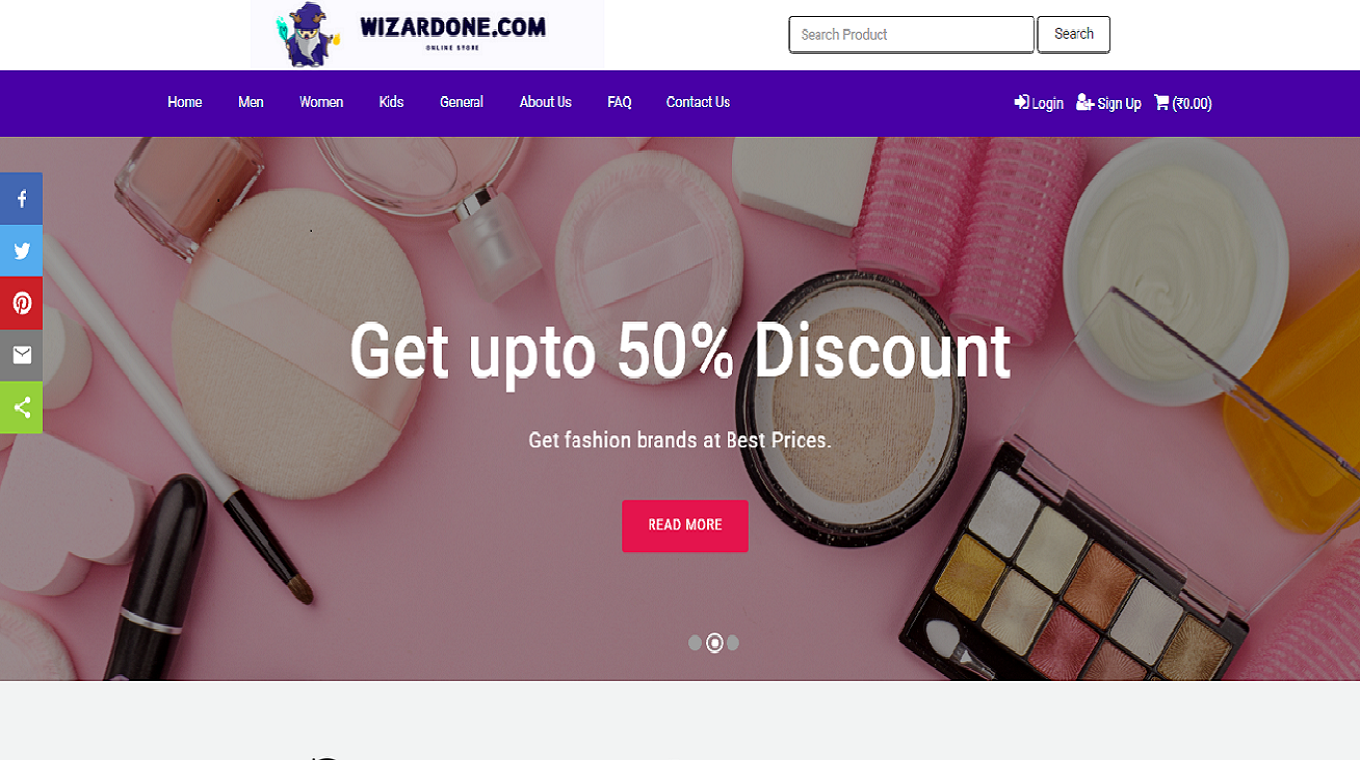 WIZARDONE.COM
ONLINE STORE
Search Product
Search
Home
Men
Women
Kids
General
About Us
FAQ
Contact Us
Login
Sign Up
(₹0.00)
Get upto 50% Discount
Get fashion brands at Best Prices.
READ MORE